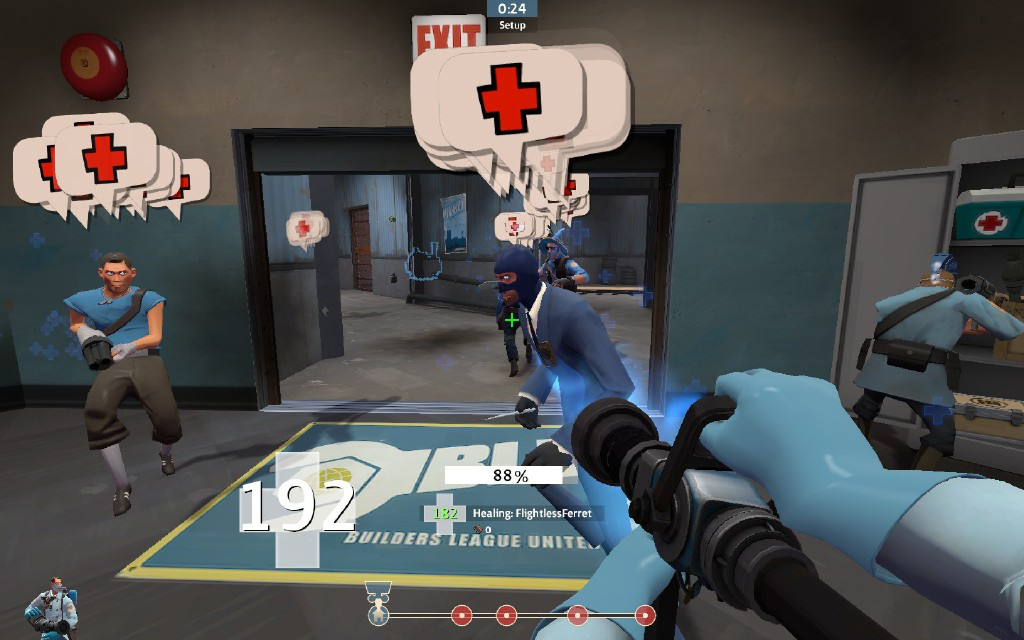 0:24
Setup
EXIT
88%
192
182
Healing: FlightlessFerret
0
BUILDERS LEAGUE UNITED